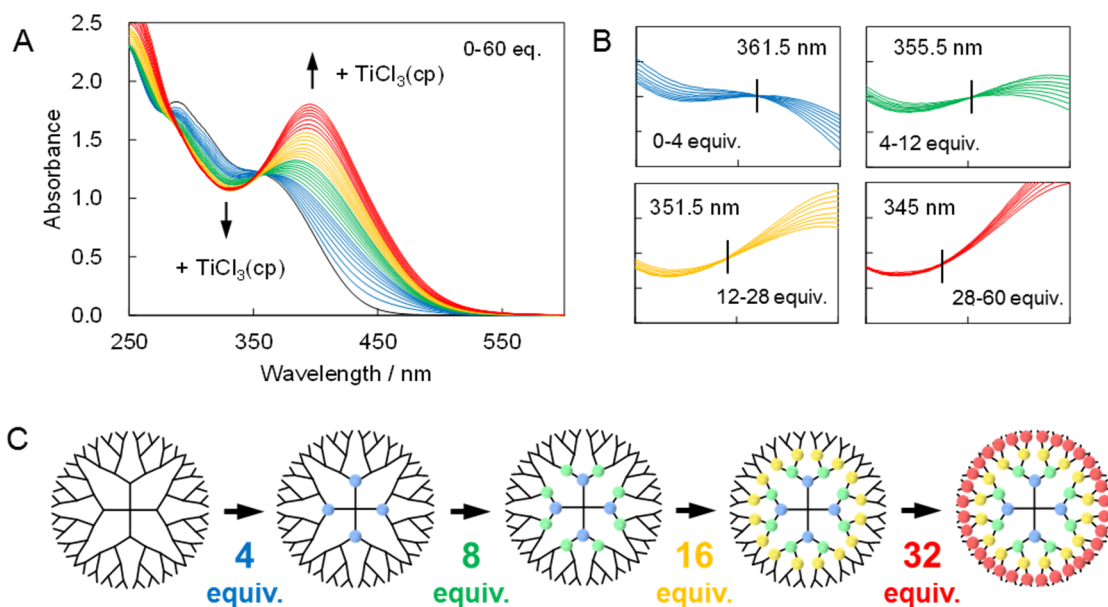 A
2.5
2.0
1.5
1.0
0.5
0.0
Absorbance
0-60 eq.
+ TiCl₃(cp)
+ TiCl₃(cp)
250
350
450
550
Wavelength / nm
B
361.5 nm
0-4 equiv.
355.5 nm
4-12 equiv.
351.5 nm
12-28 equiv.
345 nm
28-60 equiv.
C
4
equiv.
8
equiv.
16
equiv.
32
equiv.